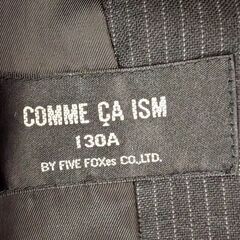 COMME ÇA ISM
130A
BY FIVE FOXes CO.,LTD.